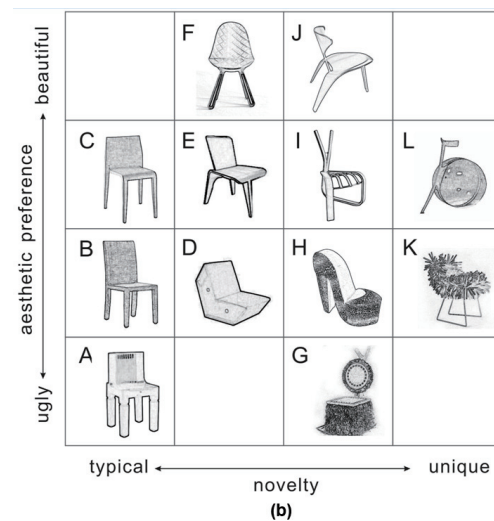 beautiful
aesthetic preference
ugly
F
J
C
E
I
L
B
D
H
K
A
G
typical
unique
novelty
(b)